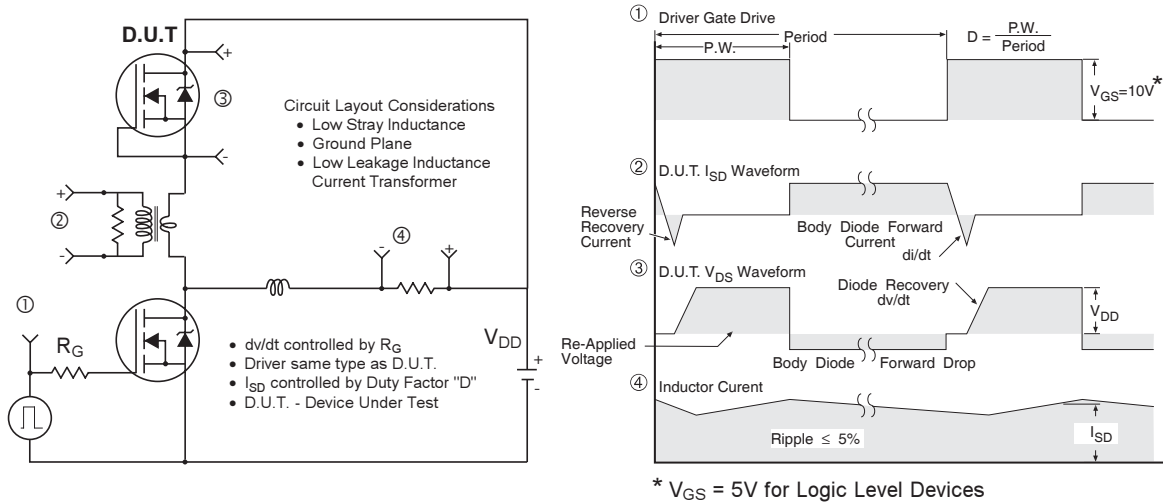 D.U.T
+
③
-
Circuit Layout Considerations
• Low Stray Inductance
• Ground Plane
• Low Leakage Inductance
Current Transformer
+
②
-
④
-
+
①
RG
VDD
+
-
• dv/dt controlled by RG
• Driver same type as D.U.T.
• ISD controlled by Duty Factor "D"
• D.U.T. - Device Under Test
① Driver Gate Drive
Period
P.W.
D = P.W.
Period
VGS=10V*
② D.U.T. ISD Waveform
Reverse
Recovery
Current
Body Diode Forward
Current
di/dt
③ D.U.T. VDS Waveform
Diode Recovery
dv/dt
VDD
Re-Applied
Voltage
Body Diode Forward Drop
④ Inductor Curent
Ripple ≤ 5%
ISD
* VGS = 5V for Logic Level Devices